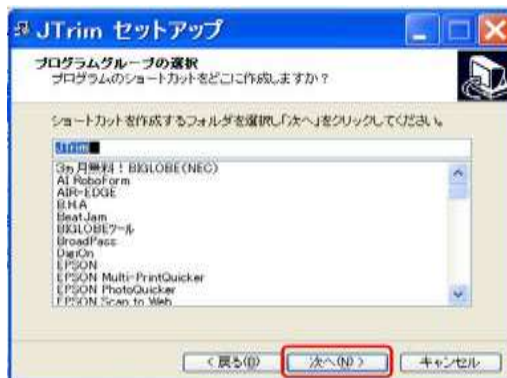 JTrim セットアップ
プログラムグループの選択
プログラムのショートカットをどこに作成しますか？
ショートカットを作成するフォルダを選択し「次へ」をクリックしてください。
JTrim
3ヵ月無料！BIGLOBE(NEC)
AI RoboForm
AIR-EDGE
B.H.A
BeatJam
BIGLOBEツール
BroadPass
DigiOn
EPSON
EPSON Multi-PrintQuicker
EPSON PhotoQuicker
EPSON Scan to Web
< 戻る(B)
次へ(N) >
キャンセル